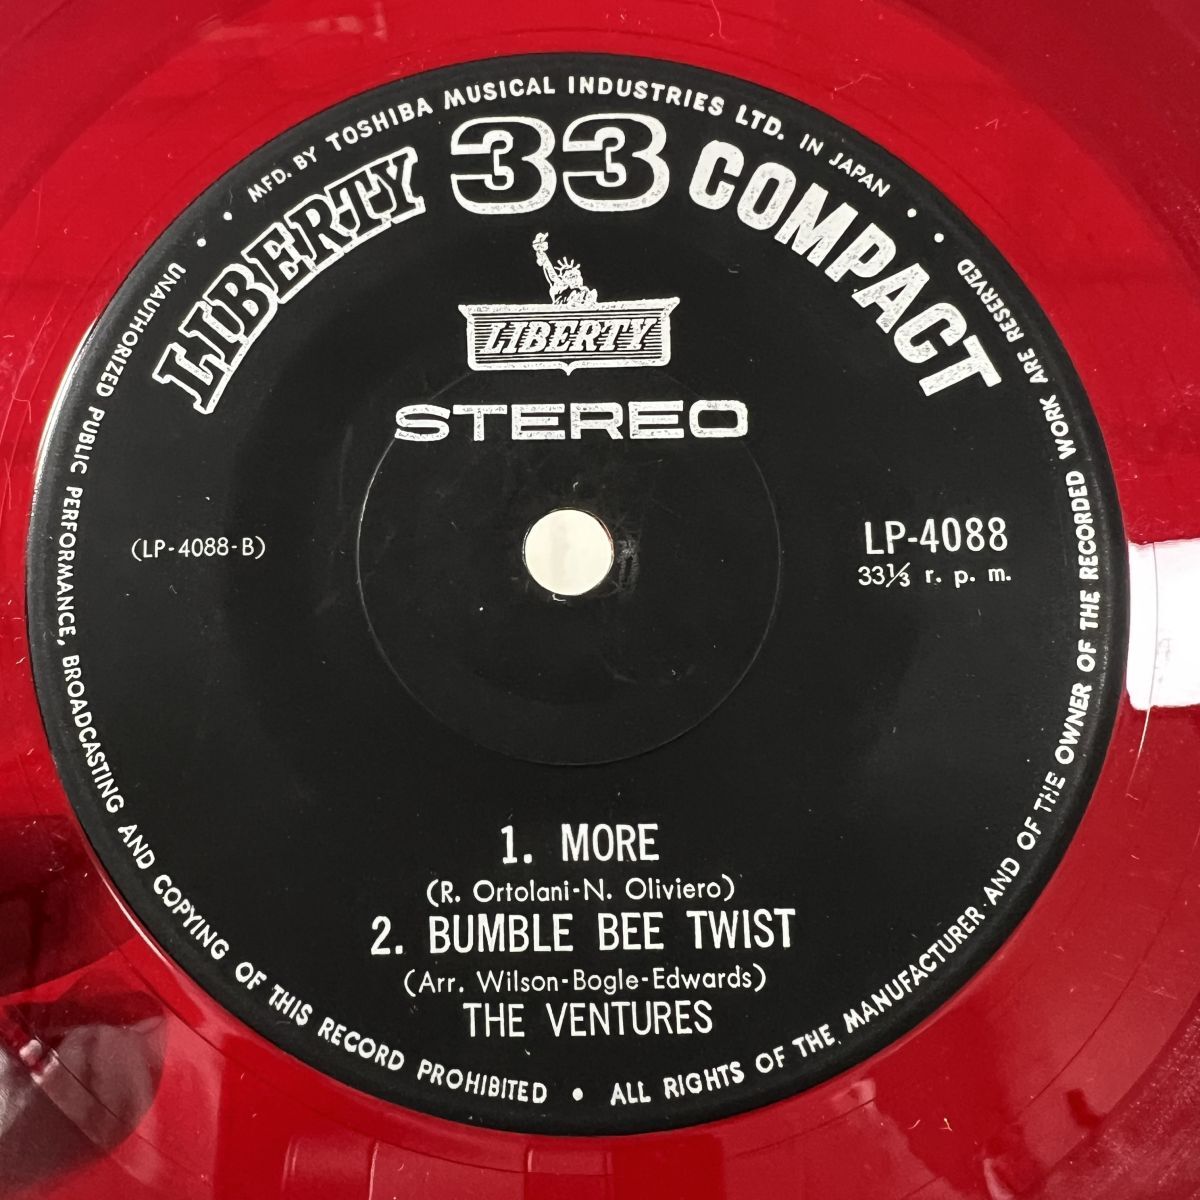 MFD. BY TOSHIBA MUSICAL INDUSTRIES LTD. IN JAPAN
LIBERTY 33 COMPACT
LIBERTY
STEREO
(LP-4088-B)
LP-4088
33⅓ r. p. m.
1. MORE
(R. Ortolani-N. Oliviero)
2. BUMBLE BEE TWIST
(Arr. Wilson-Bogle-Edwards)
THE VENTURES
UNAUTHORIZED PUBLIC PERFORMANCE, BROADCASTING AND COPYING OF THIS RECORD PROHIBITED • ALL RIGHTS OF THE MANUFACTURER AND OF THE OWNER OF THE RECORDED WORK ARE RESERVED